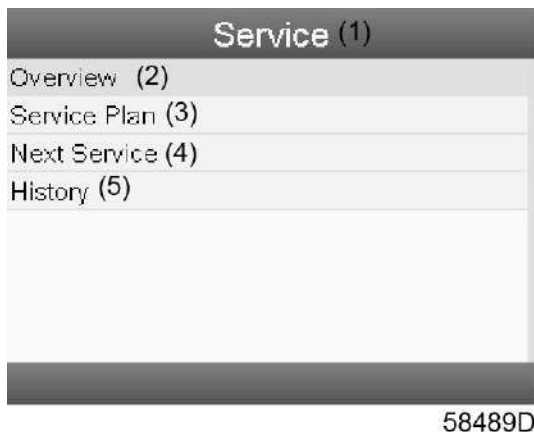 Service (1)
Overview (2)
Service Plan (3)
Next Service (4)
History (5)
58489D